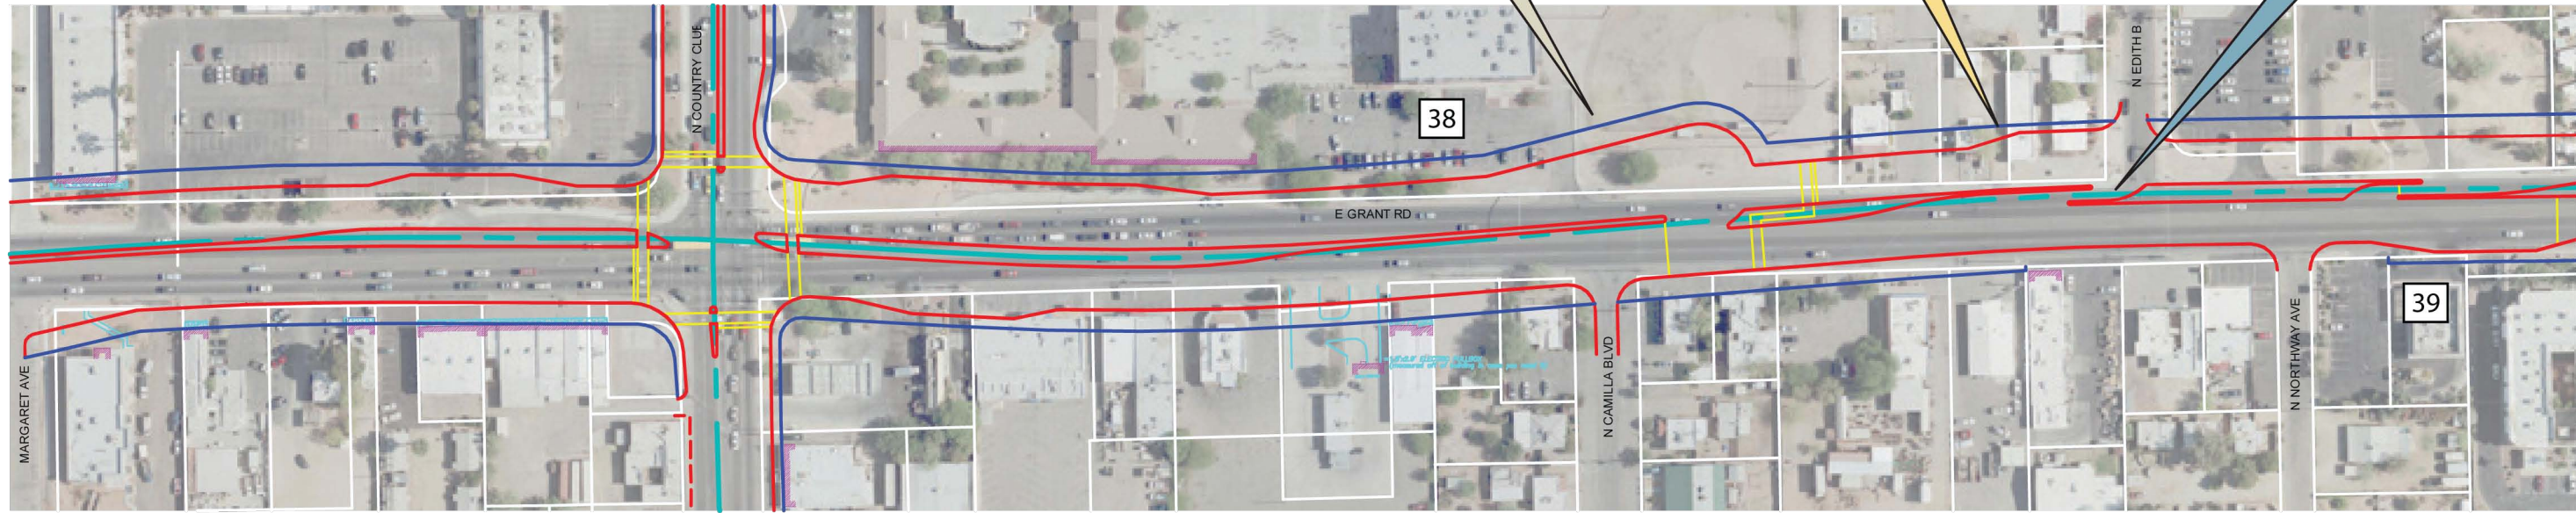 N COUNTRY CLUB
N EDITH B
38
E GRANT RD
39
MARGARET AVE
N CAMILLA BLVD
N NORTHWAY AVE